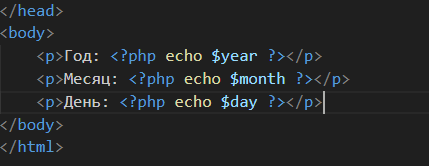 </head>
<body>
    <p>Год: <?php echo $year ?></p>
    <p>Месяц: <?php echo $month ?></p>
    <p>День: <?php echo $day ?></p>
</body>
</html>